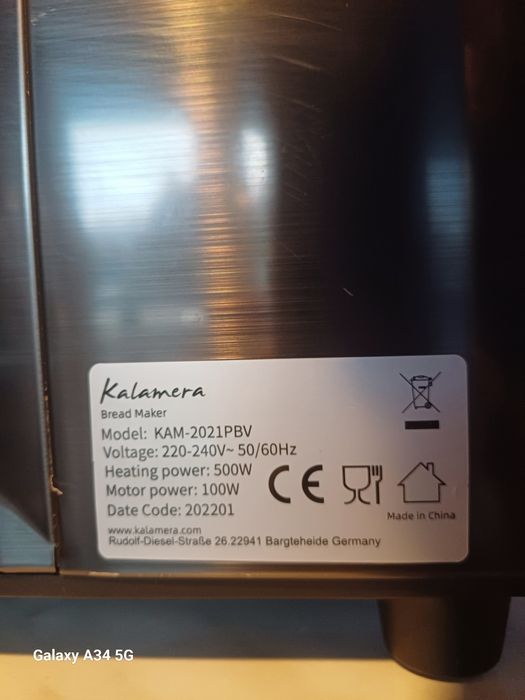 Kalamera
Bread Maker
Model: KAM-2021PBV
Voltage: 220-240V~ 50/60Hz
Heating power: 500W
Motor power: 100W
Date Code: 202201
CE
Made in China
www.kalamera.com
Rudolf-Diesel-Straße 26.22941 Bargteheide Germany
Galaxy A34 5G